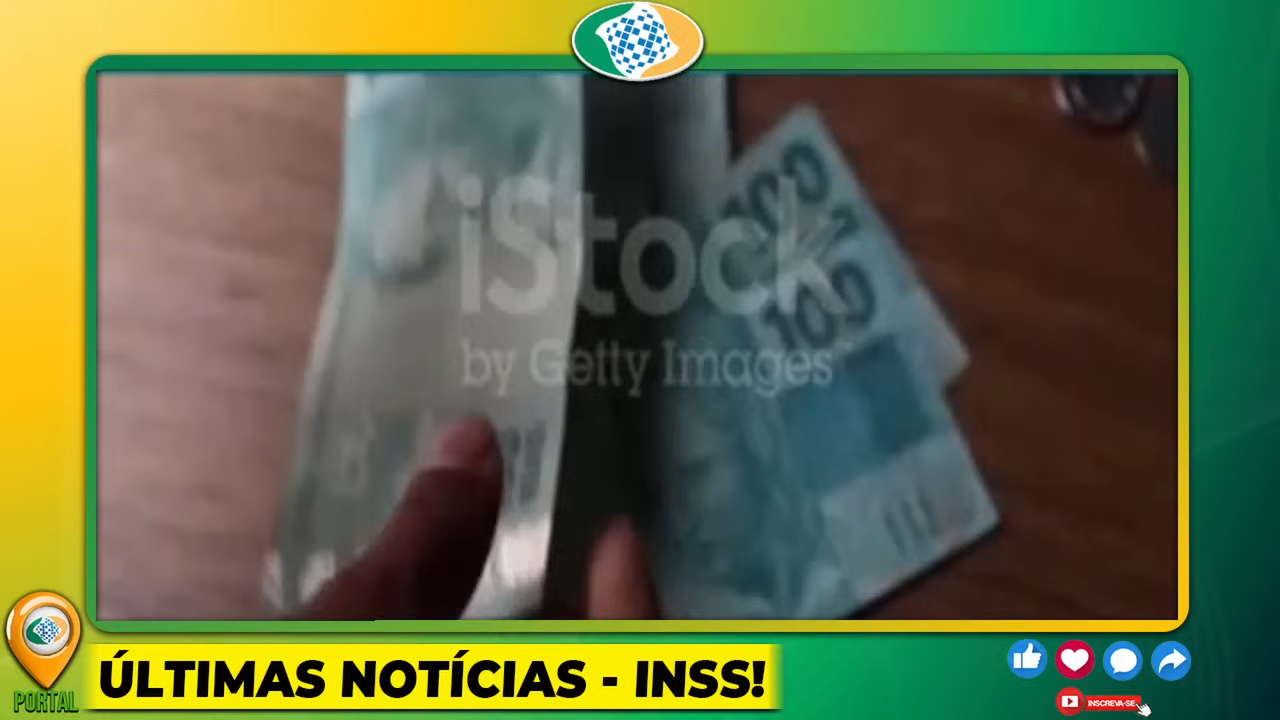 100
100
iStock
by Getty Images
PORTAL
ÚLTIMAS NOTÍCIAS - INSS!
INSCREVA-SE